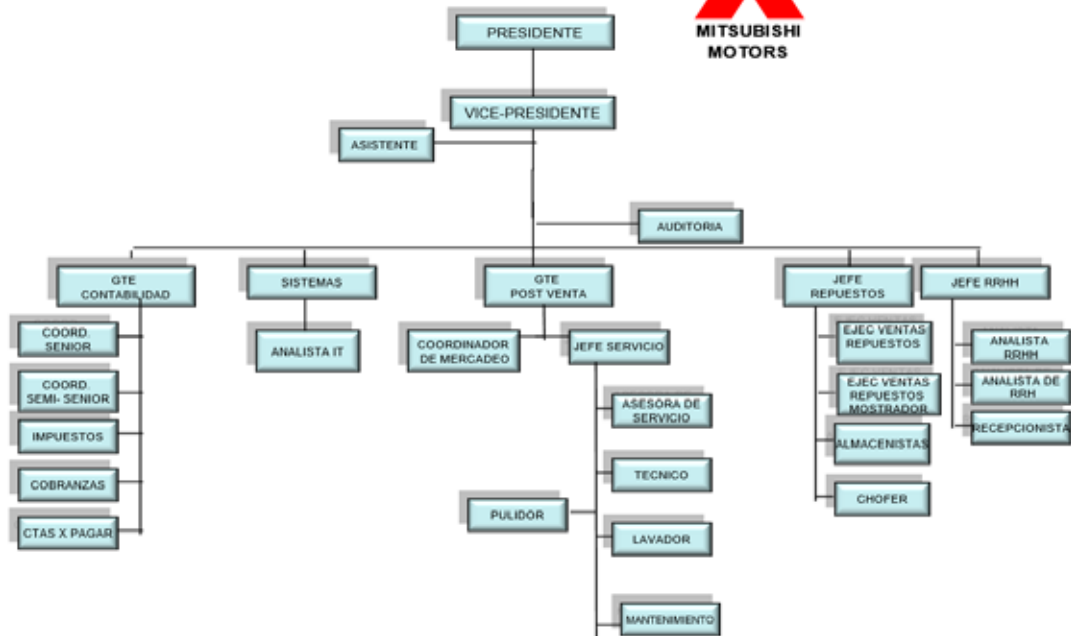 MITSUBISHI
MOTORS
PRESIDENTE
VICE-PRESIDENTE
ASISTENTE
AUDITORIA
GTE
CONTABILIDAD
SISTEMAS
GTE
POST VENTA
JEFE
REPUESTOS
JEFE RRHH
COORD.
SENIOR
COORD.
SEMI- SENIOR
IMPUESTOS
COBRANZAS
CTAS X PAGAR
ANALISTA IT
COORDINADOR
DE MERCADEO
JEFE SERVICIO
ASESORA DE
SERVICIO
TECNICO
PULIDOR
LAVADOR
MANTENIMIENTO
EJEC VENTAS
REPUESTOS
EJEC VENTAS
REPUESTOS
MOSTRADOR
ALMACENISTAS
CHOFER
ANALISTA
RRHH
ANALISTA DE
RRH
RECEPCIONISTA